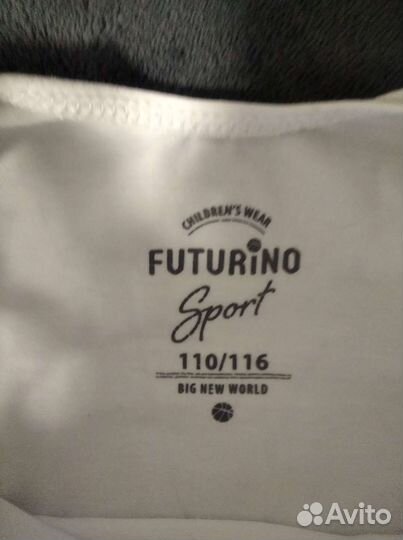 CHILDREN'S WEAR
FUTURiNO
Sport
110/116
BIG NEW WORLD
Avito